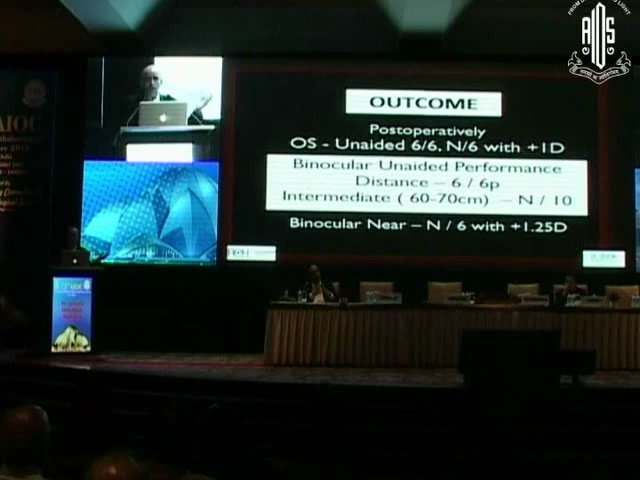 AIOS
AIOC
OUTCOME
Postoperatively
OS - Unaided 6/6, N/6 with +1D
Binocular Unaided Performance
Distance – 6 / 6p
Intermediate ( 60-70cm) – N / 10
Binocular Near – N / 6 with +1.25D